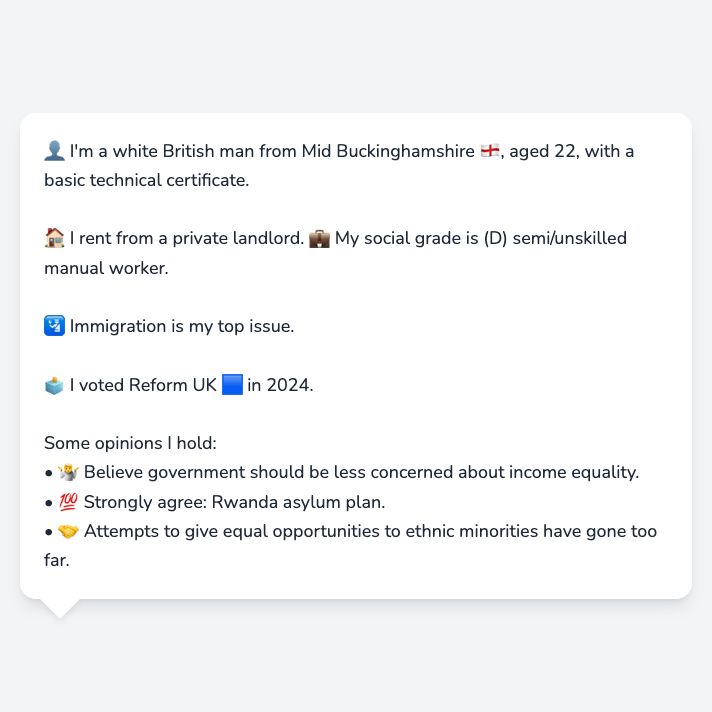 👤 I'm a white British man from Mid Buckinghamshire 🏴󠁧󠁢󠁥󠁮󠁧󠁿, aged 22, with a
basic technical certificate.
🏠 I rent from a private landlord. 💼 My social grade is (D) semi/unskilled
manual worker.
🛂 Immigration is my top issue.
🗳️ I voted Reform UK 🟦 in 2024.
Some opinions I hold:
• 🤷 Believe government should be less concerned about income equality.
• 💯 Strongly agree: Rwanda asylum plan.
• 🤝 Attempts to give equal opportunities to ethnic minorities have gone too
far.